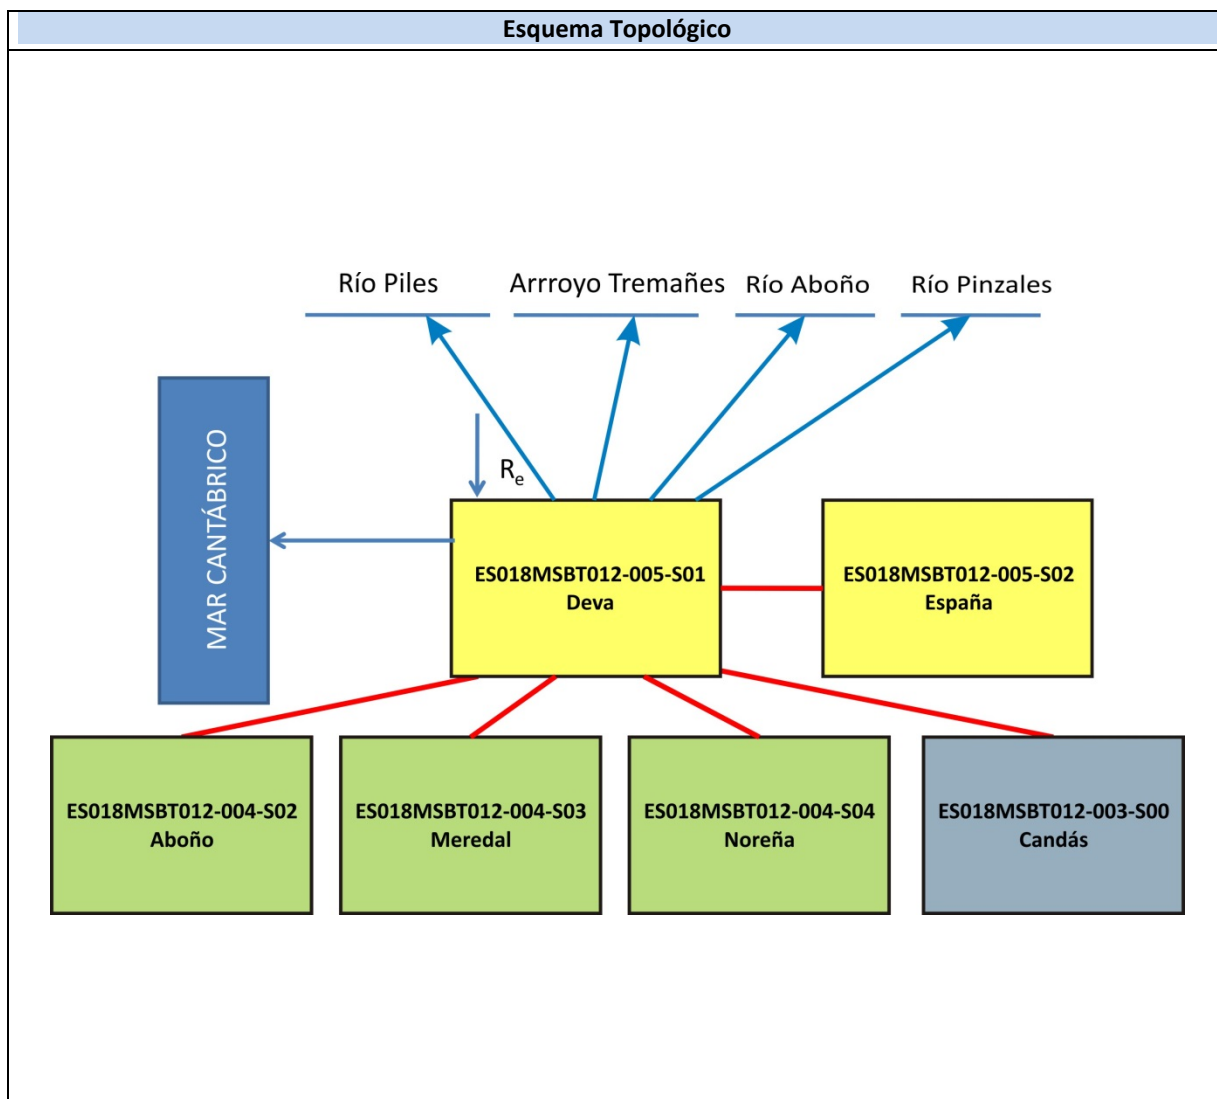 Esquema Topológico
Río Piles
Arrroyo Tremañes
Río Aboño
Río Pinzales
MAR CANTÁBRICO
Re
ES018MSBT012-005-S01
Deva
ES018MSBT012-005-S02
España
ES018MSBT012-004-S02
Aboño
ES018MSBT012-004-S03
Meredal
ES018MSBT012-004-S04
Noreña
ES018MSBT012-003-S00
Candás